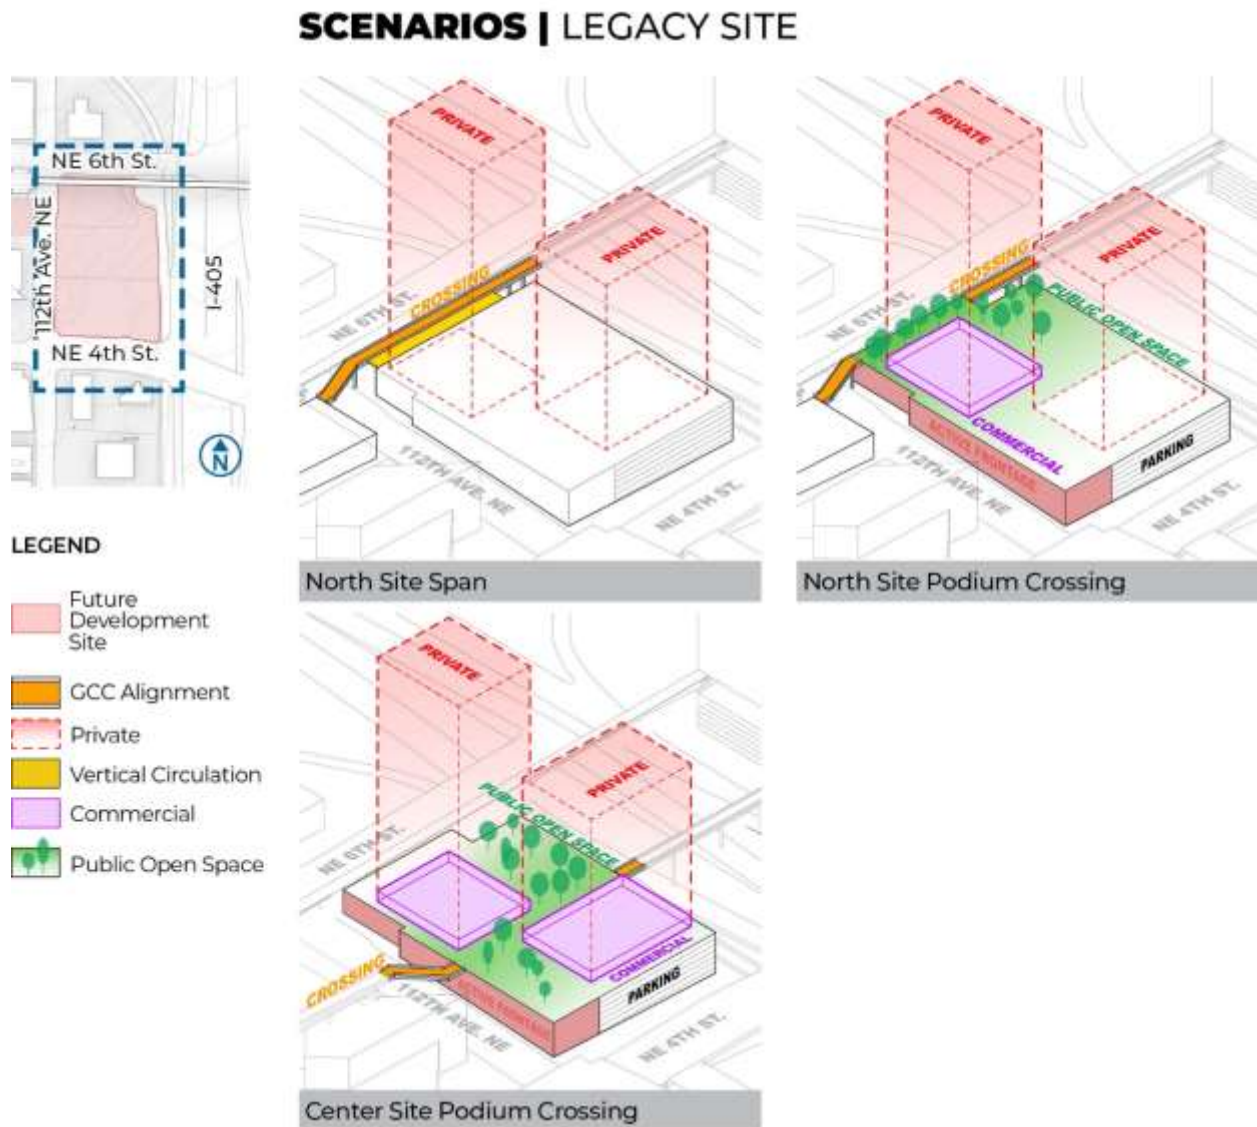 SCENARIOS | LEGACY SITE
NE 6th St.
112th Ave. NE
I-405
NE 4th St.
N
LEGEND
Future
Development
Site
GCC Alignment
Private
Vertical Circulation
Commercial
Public Open Space
PRIVATE
PRIVATE
CROSSING
NE 6TH ST.
112TH AVE. NE
NE 4TH ST.
North Site Span
PRIVATE
PRIVATE
CROSSING
PUBLIC OPEN SPACE
NE 6TH ST.
COMMERCIAL
ACTIVE FRONTAGE
PARKING
112TH AVE. NE
NE 4TH ST.
North Site Podium Crossing
PRIVATE
PRIVATE
PUBLIC OPEN SPACE
NE 6TH ST.
COMMERCIAL
CROSSING
PARKING
ACTIVE FRONTAGE
112TH AVE. NE
NE 4TH ST.
Center Site Podium Crossing